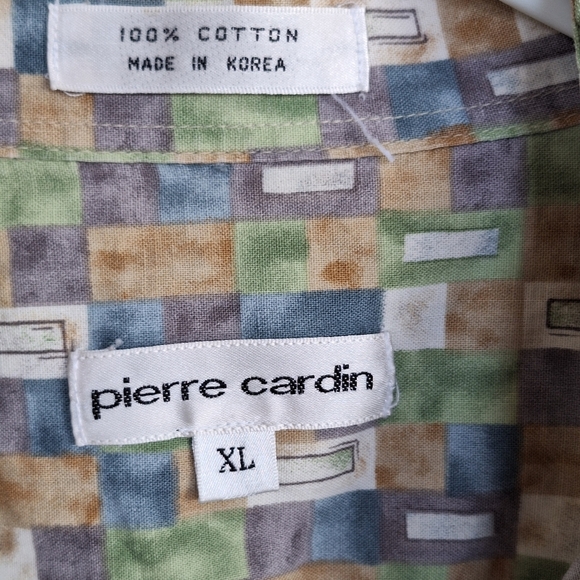 100% COTTON
MADE IN KOREA
pierre cardin
XL